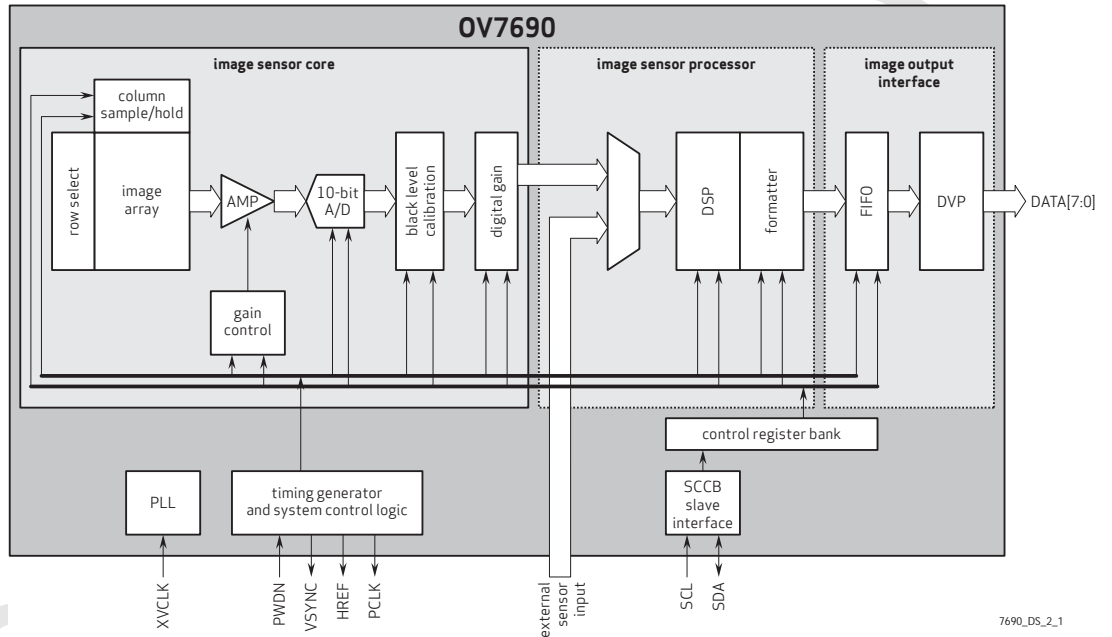 OV7690
image sensor core
image sensor processor
image output
interface
column
sample/hold
row select
image
array
AMP
10-bit
A/D
black level
calibration
digital gain
DSP
formatter
FIFO
DVP
DATA[7:0]
gain
control
control register bank
PLL
timing generator
and system control logic
SCCB
slave
interface
XVCLK
PWDN
VSYNC
HREF
PCLK
external
sensor
input
SCL
SDA
7690_DS_2_1